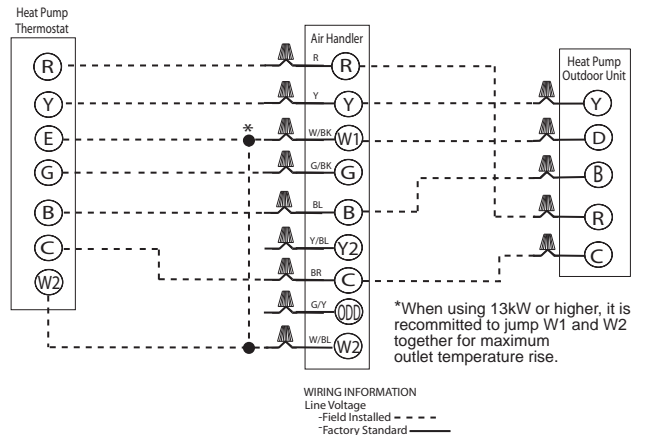 Heat Pump
Thermostat
R
Y
E
G
B
C
W2
*
Air Handler
R R
Y Y
W/BK W1
G/BK G
BL B
Y/BL Y2
BR C
G/Y ODD
W/BL W2
Heat Pump
Outdoor Unit
Y
D
B
R
C
*When using 13kW or higher, it is
recommitted to jump W1 and W2
together for maximum
outlet temperature rise.
WIRING INFORMATION
Line Voltage
-Field Installed
-Factory Standard